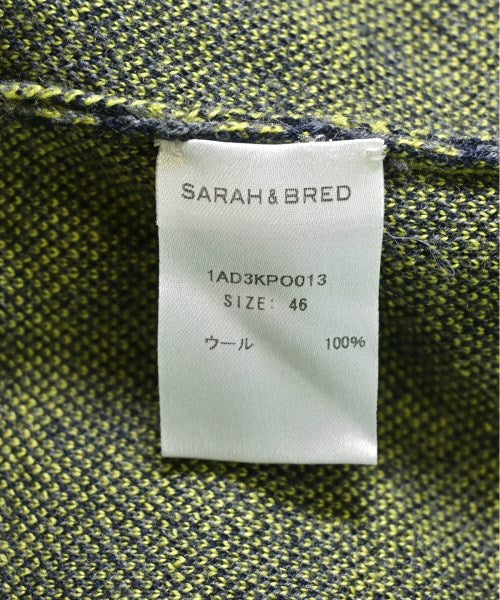 SARAH & BRED
1AD3KPO013
SIZE: 46
ウール 100%